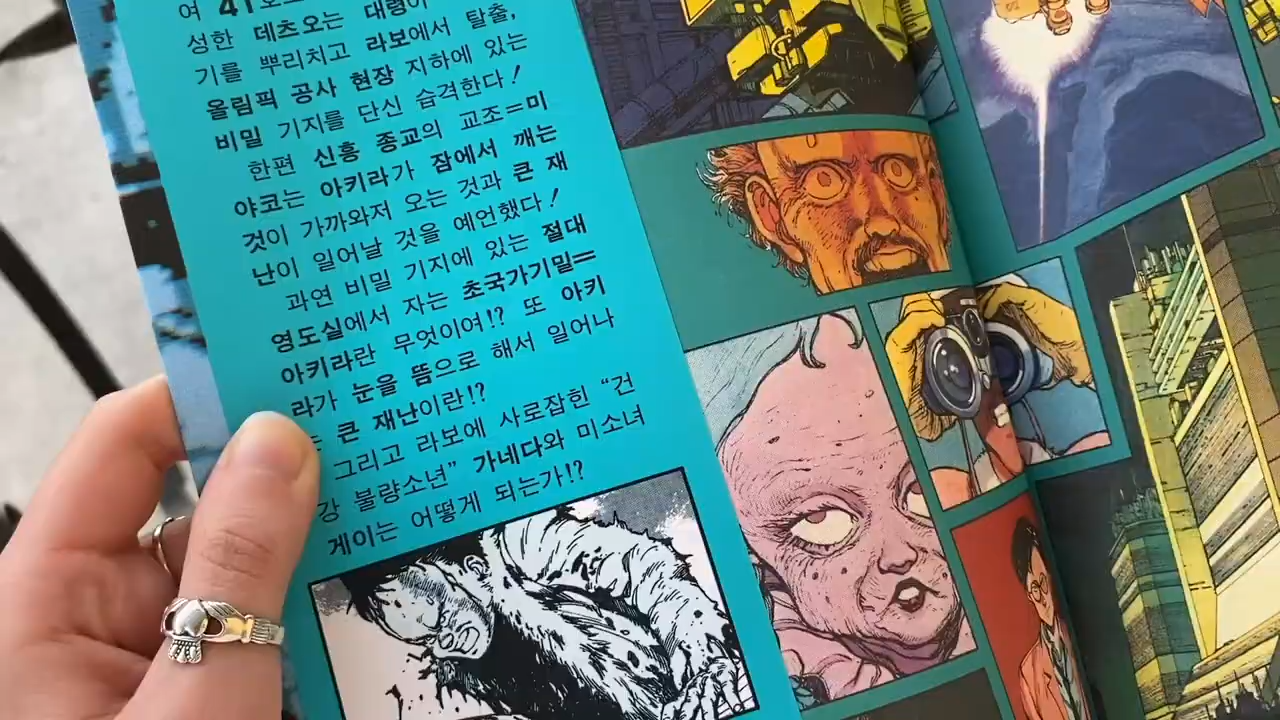 여 41호
성한 데츠오는 대령이
기를 뿌리치고 라보에서 탈출,
올림픽 공사 현장 지하에 있는
비밀 기지를 단신 습격한다!
한편 신흥 종교의 교조=미
야코는 아키라가 잠에서 깨는
것이 가까와져 오는 것과 큰 재
난이 일어날 것을 예언했다!
과연 비밀 기지에 있는 절대
영도실에서 자는 초국가기밀=
아키라란 무엇이여!? 또 아키
라가 눈을 뜸으로 해서 일어나
큰 재난이란!?
그리고 라보에 사로잡힌 “건
강 불량소년” 가네다와 미소녀
게이는 어떻게 되는가!?